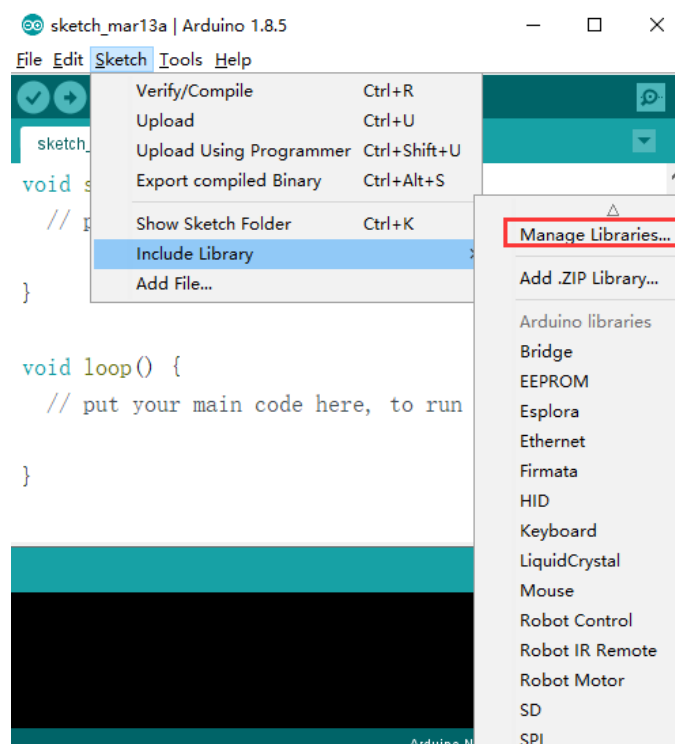 sketch_mar13a | Arduino 1.8.5
File Edit Sketch Tools Help
Verify/Compile Ctrl+R
Upload Ctrl+U
sketch_
Upload Using Programmer Ctrl+Shift+U
Export compiled Binary Ctrl+Alt+S
void s
// p
Show Sketch Folder Ctrl+K
Include Library
Add File...
}
Manage Libraries...
Add .ZIP Library...
Arduino libraries
Bridge
EEPROM
Esplora
Ethernet
Firmata
HID
Keyboard
LiquidCrystal
Mouse
Robot Control
Robot IR Remote
Robot Motor
SD
SPI
void loop() {
// put your main code here, to run
}
Arduino N